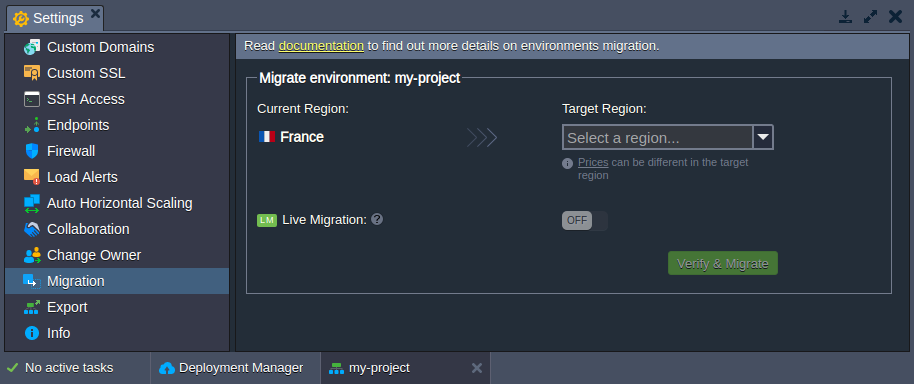 Settings
Custom Domains
Custom SSL
SSH Access
Endpoints
Firewall
Load Alerts
Auto Horizontal Scaling
Collaboration
Change Owner
Migration
Export
Info
Read documentation to find out more details on environments migration.
Migrate environment: my-project
Current Region:
France
Target Region:
Select a region...
Prices can be different in the target
region
LM Live Migration:
OFF
Verify & Migrate
No active tasks
Deployment Manager
my-project